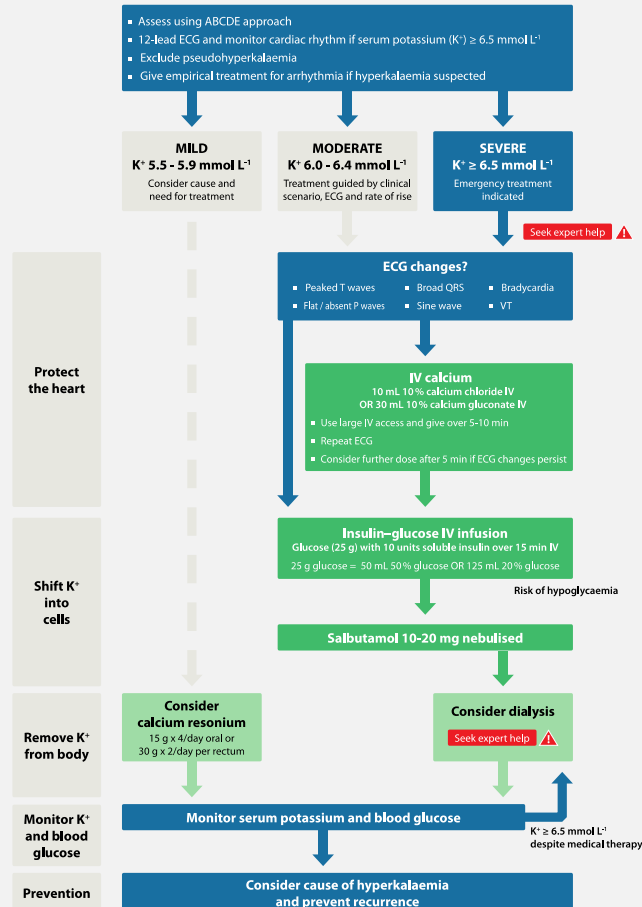 Assess using ABCDE approach
12-lead ECG and monitor cardiac rhythm if serum potassium (K⁺) ≥ 6.5 mmol L⁻¹
Exclude pseudohyperkalaemia
Give empirical treatment for arrhythmia if hyperkalaemia suspected
MILD
K⁺ 5.5 - 5.9 mmol L⁻¹
Consider cause and
need for treatment
MODERATE
K⁺ 6.0 - 6.4 mmol L⁻¹
Treatment guided by clinical
scenario, ECG and rate of rise
SEVERE
K⁺ ≥ 6.5 mmol L⁻¹
Emergency treatment
indicated
Seek expert help
Protect
the heart
ECG changes?
Peaked T waves
Broad QRS
Bradycardia
Flat / absent P waves
Sine wave
VT
IV calcium
10 mL 10 % calcium chloride IV
OR 30 mL 10 % calcium gluconate IV
Use large IV access and give over 5-10 min
Repeat ECG
Consider further dose after 5 min if ECG changes persist
Shift K⁺
into
cells
Insulin–glucose IV infusion
Glucose (25 g) with 10 units soluble insulin over 15 min IV
25 g glucose = 50 mL 50 % glucose OR 125 mL 20 % glucose
Risk of hypoglycaemia
Salbutamol 10-20 mg nebulised
Remove K⁺
from body
Consider
calcium resonium
15 g x 4/day oral or
30 g x 2/day per rectum
Consider dialysis
Seek expert help
Monitor K⁺
and blood
glucose
Monitor serum potassium and blood glucose
K⁺ ≥ 6.5 mmol L⁻¹
despite medical therapy
Prevention
Consider cause of hyperkalaemia
and prevent recurrence